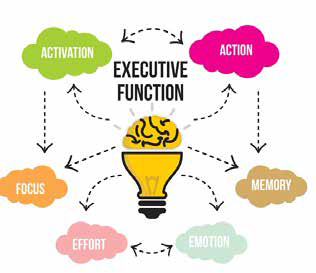 ACTIVATION
ACTION
EXECUTIVE
FUNCTION
FOCUS
MEMORY
EFFORT
EMOTION